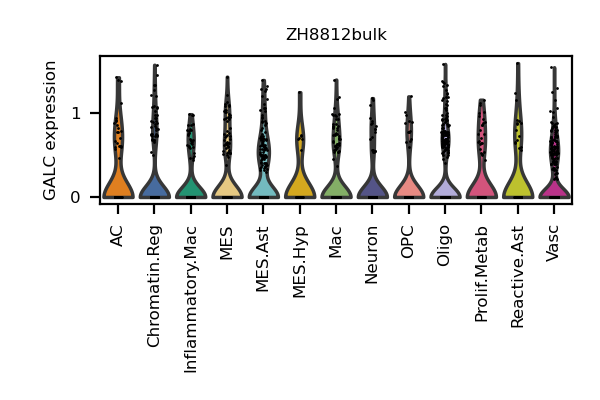 ZH8812bulk
GALC expression
1
0
AC
Chromatin.Reg
Inflammatory.Mac
MES
MES.Ast
MES.Hyp
Mac
Neuron
OPC
Oligo
Prolif.Metab
Reactive.Ast
Vasc